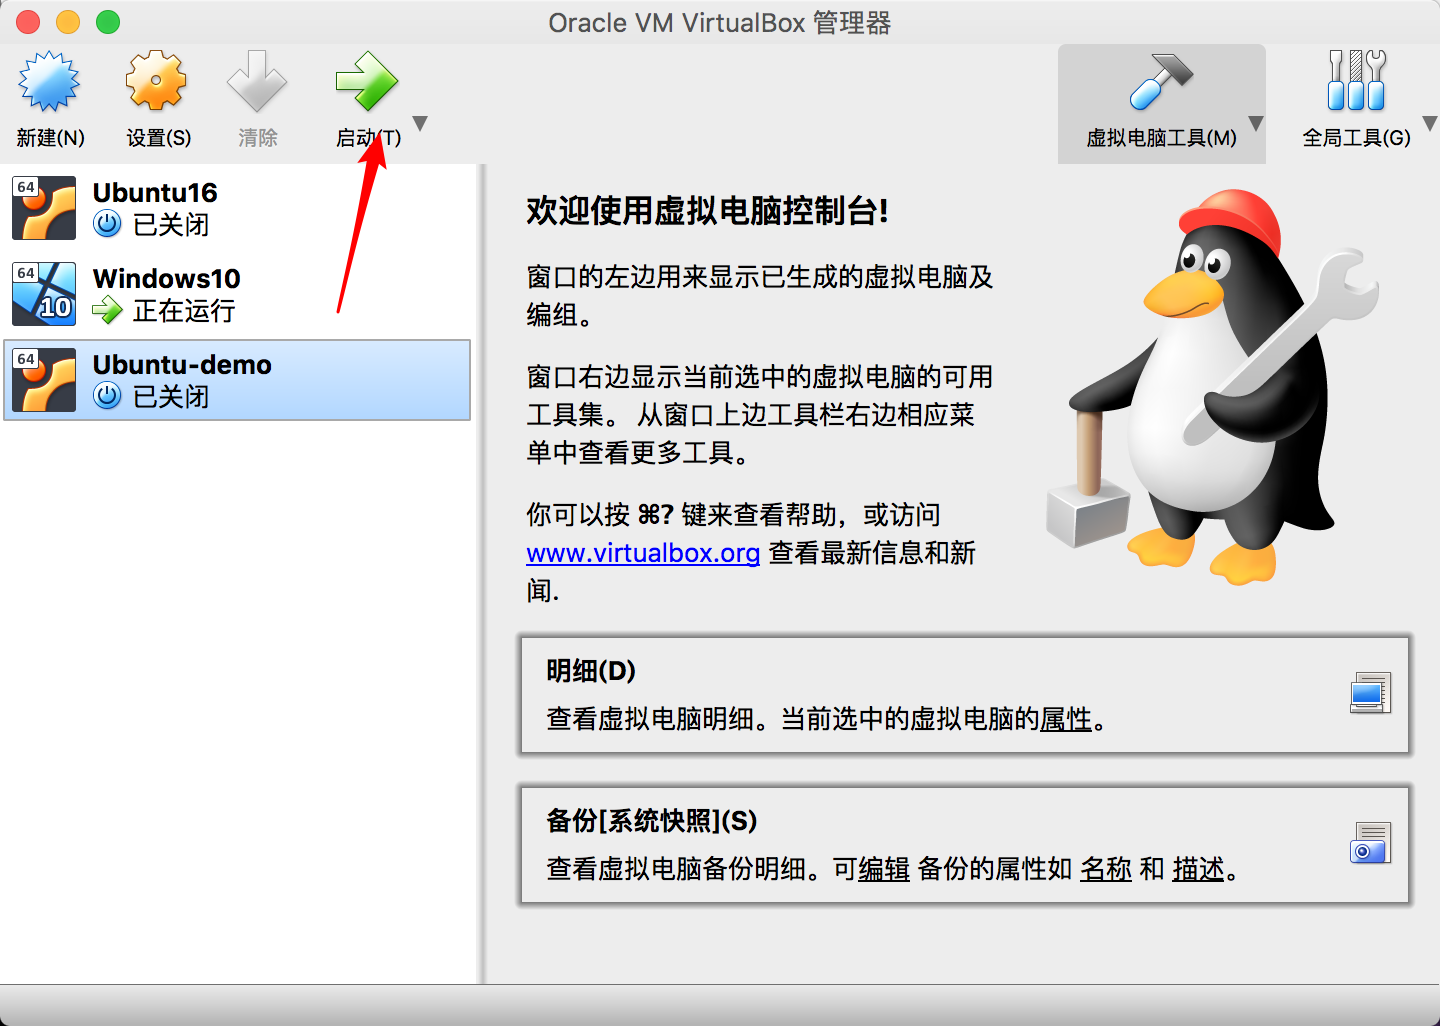 Oracle VM VirtualBox 管理器
新建(N) 设置(S) 清除 启动(T) 虚拟电脑工具(M) 全局工具(G)
64
Ubuntu16
已关闭
64
10
Windows10
正在运行
64
Ubuntu-demo
已关闭
欢迎使用虚拟电脑控制台!
窗口的左边用来显示已生成的虚拟电脑及
编组。
窗口右边显示当前选中的虚拟电脑的可用
工具集。 从窗口上边工具栏右边相应菜
单中查看更多工具。
你可以按 ⌘? 键来查看帮助，或访问
www.virtualbox.org 查看最新信息和新
闻.
明细(D)
查看虚拟电脑明细。当前选中的虚拟电脑的属性。
备份[系统快照](S)
查看虚拟电脑备份明细。可编辑 备份的属性如 名称 和 描述。